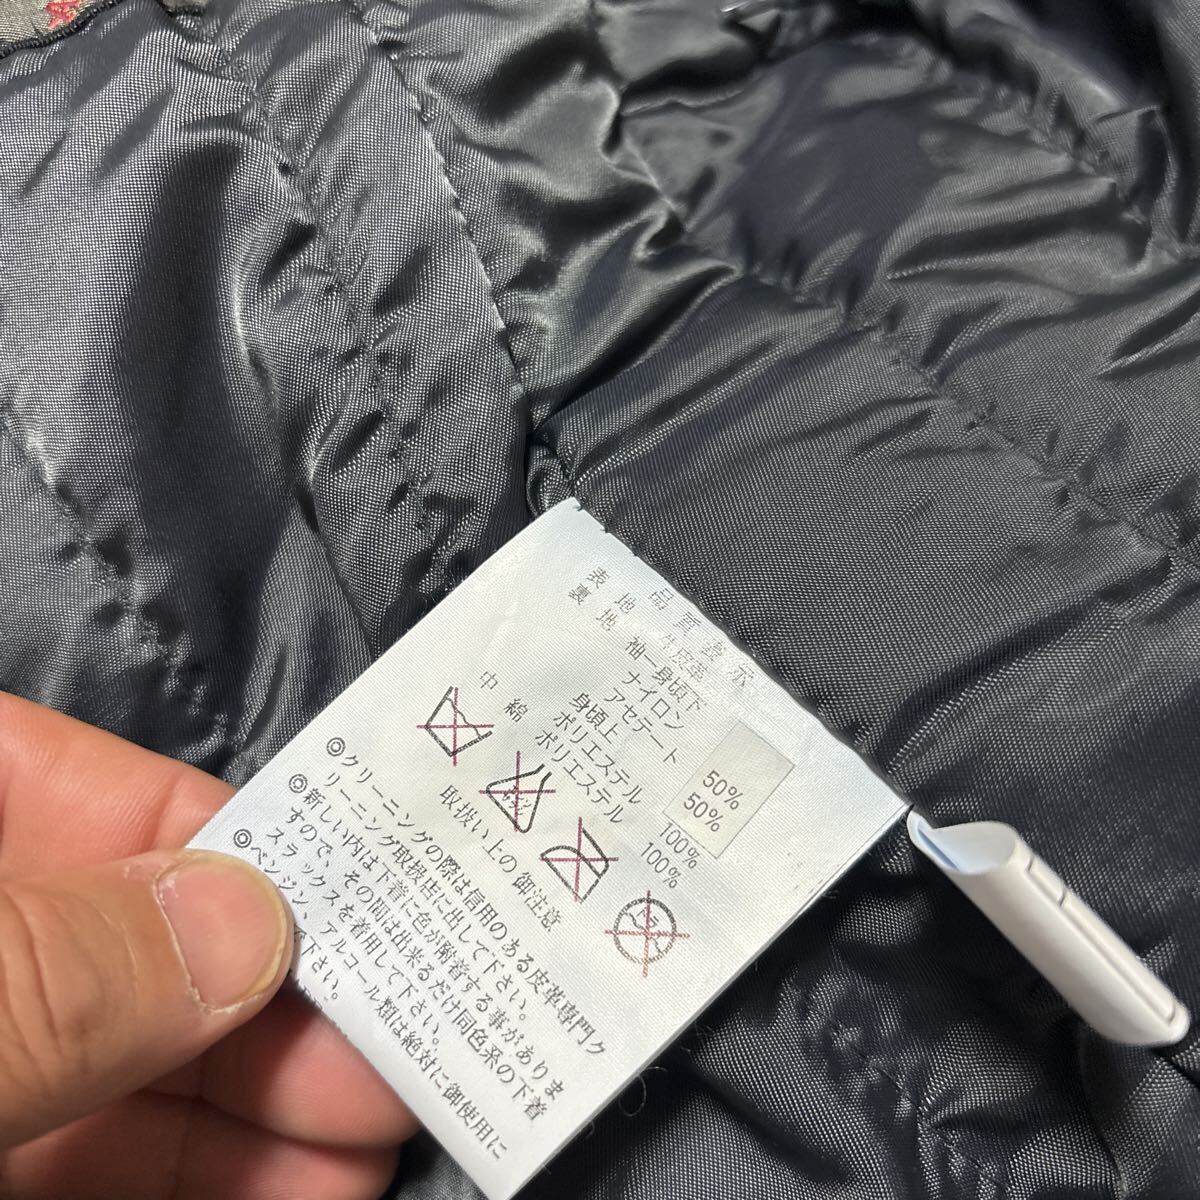 品質表示
表地 牛皮革
裏地 袖一身頃下
ナイロン 50%
アセテート 50%
身頃上
ポリエステル 100%
中綿 ポリエステル 100%
取扱い上の御注意
◎クリーニングの際は信用のある皮革専門ク
リーニング取扱店に出して下さい。
◎新しい内は下着に色が附着する事がありま
すので、その間は出来るだけ同色系の下着
スラックスを着用して下さい。
◎ベンジン、アルコール類は絶対に御使用に
で下さい。